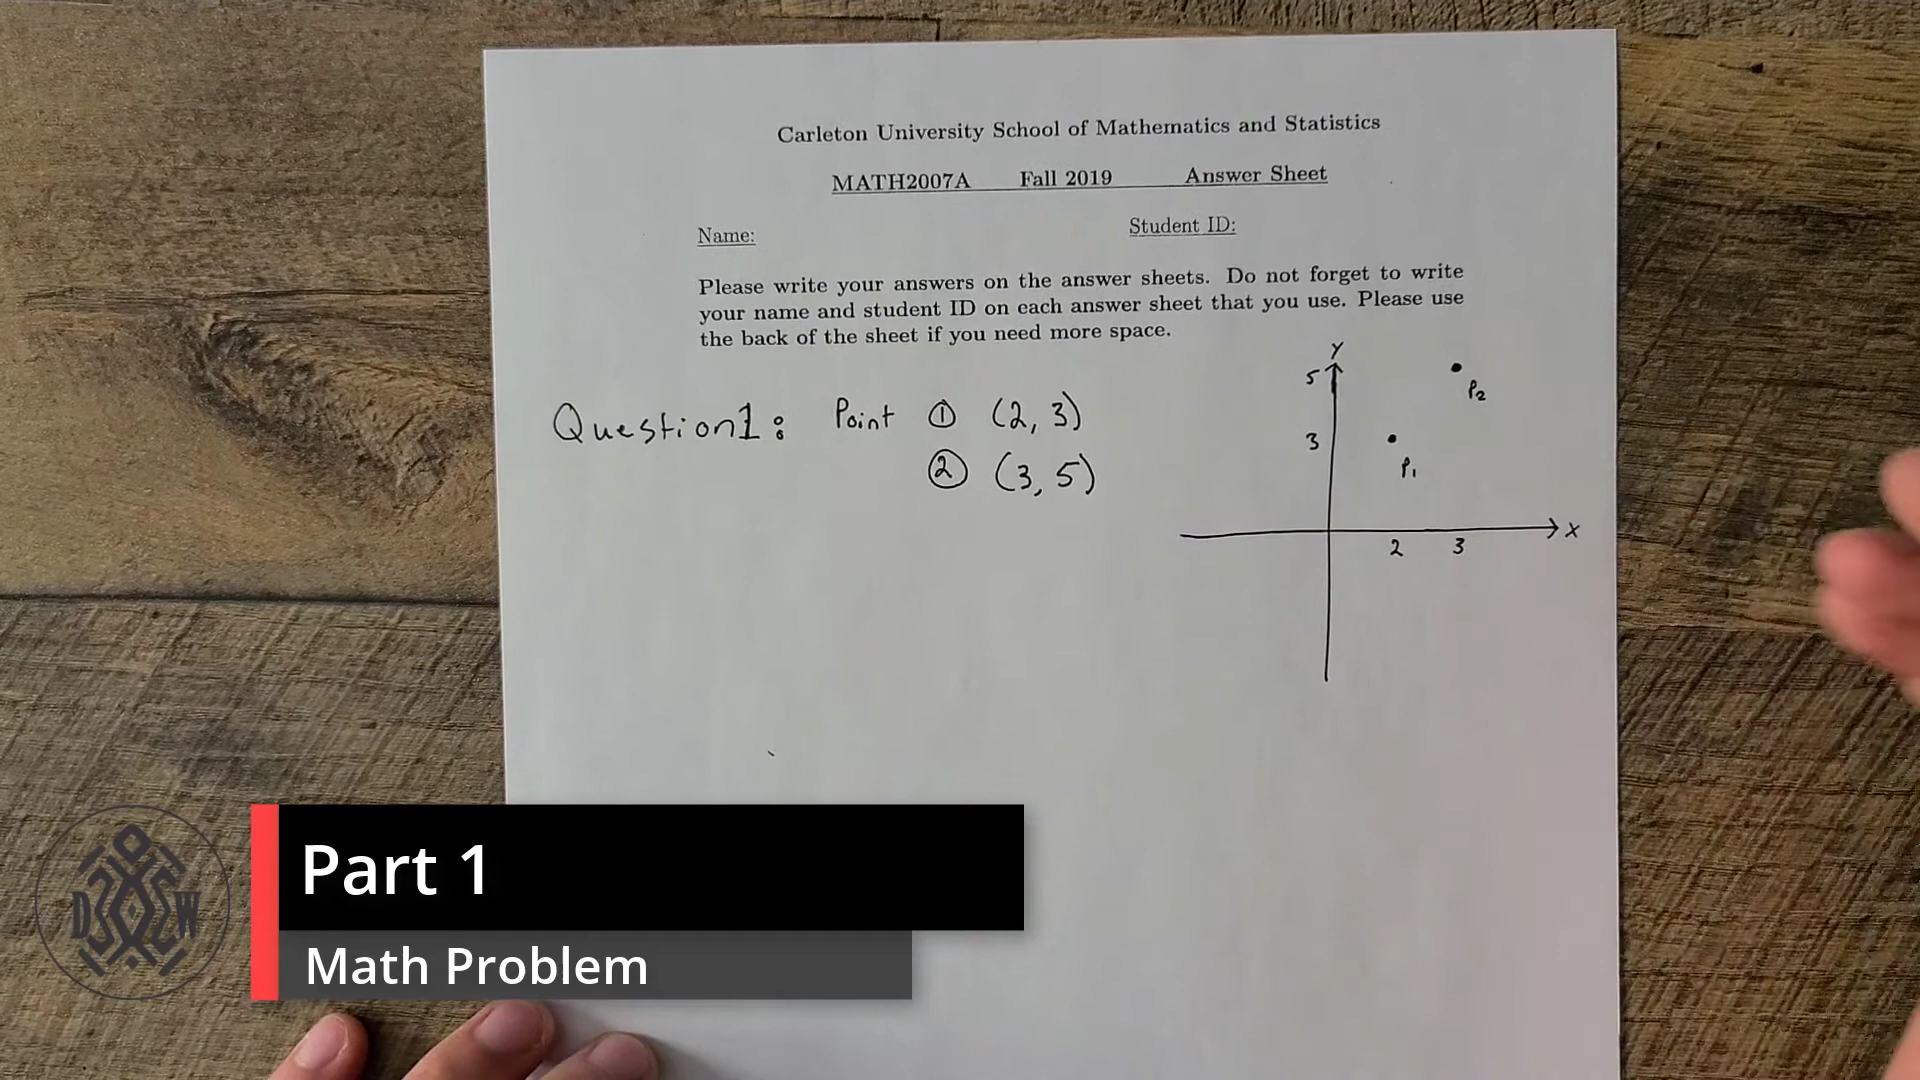 Carleton University School of Mathematics and Statistics
MATH2007A Fall 2019 Answer Sheet
Name: Student ID:
Please write your answers on the answer sheets. Do not forget to write
your name and student ID on each answer sheet that you use. Please use
the back of the sheet if you need more space.
Question 1: Point ① (2, 3)
② (3, 5)
Y
5
P2
3
P1
X
2 3
Part 1
Math Problem
D W